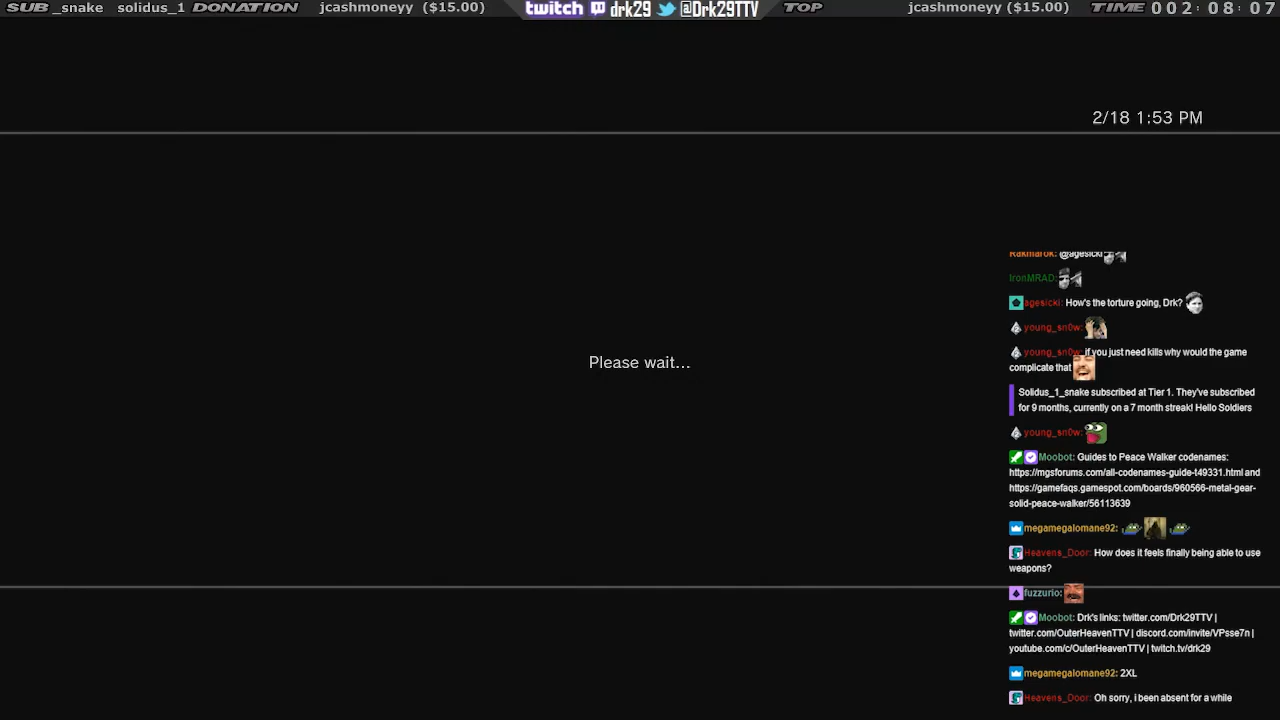 SUB _snake solidus_1 DONATION jcashmoneyy ($15.00) twitch drk29 @Drk29TTV TOP jcashmoneyy ($15.00) TIME 002:08:07
2/18 1:53 PM
Please wait...
Rakmarok: @agesicki
IronMRAD:
agesicki: How's the torture going, Drk?
young_sn0w:
young_sn0w: if you just need kills why would the game
complicate that
Solidus_1_snake subscribed at Tier 1. They've subscribed
for 9 months, currently on a 7 month streak! Hello Soldiers
young_sn0w:
Moobot: Guides to Peace Walker codenames:
https://mgsforums.com/all-codenames-guide-t49331.html and
https://gamefaqs.gamespot.com/boards/960566-metal-gear-
solid-peace-walker/56113639
megamegalomane92:
Heavens_Door: How does it feels finally being able to use
weapons?
fuzzurio:
Moobot: Drk's links: twitter.com/Drk29TTV |
twitter.com/OuterHeavenTTV | discord.com/invite/VPsse7n |
youtube.com/c/OuterHeavenTTV | twitch.tv/drk29
megamegalomane92: 2XL
Heavens_Door: Oh sorry, i been absent for a while